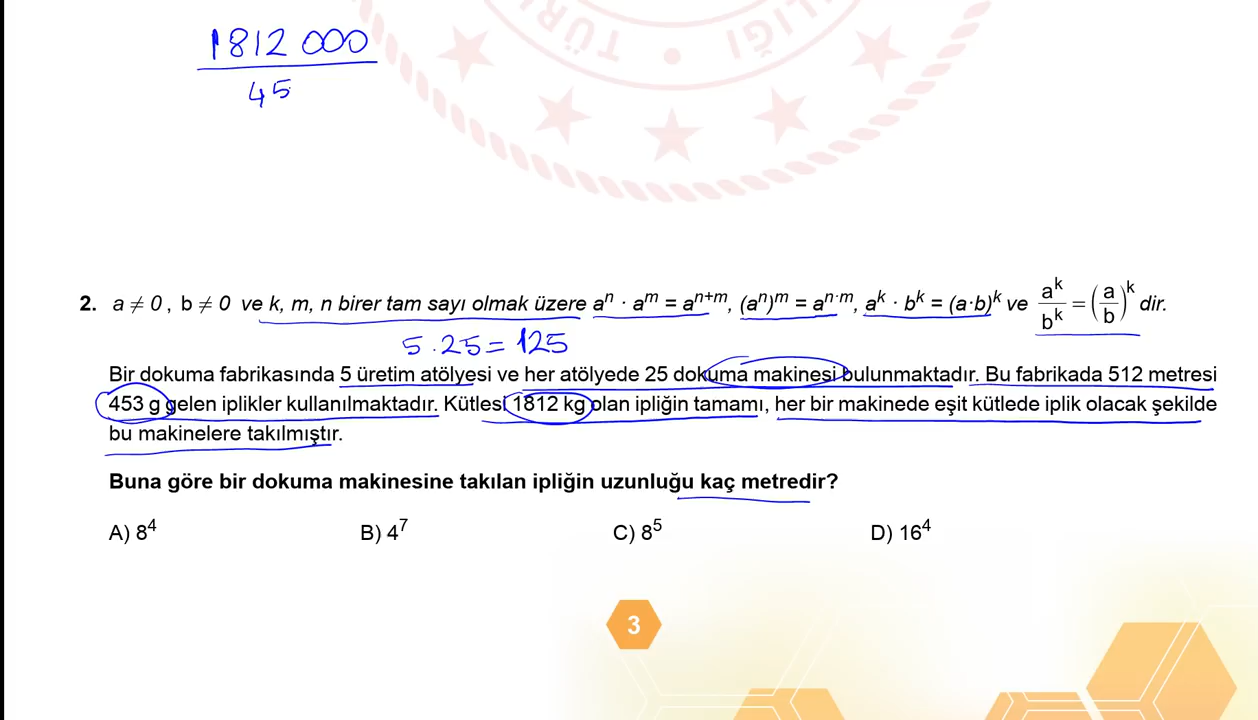 1812 000
45
TÜRK
LİĞİ
2. a ≠ 0 , b ≠ 0 ve k, m, n birer tam sayı olmak üzere aⁿ · aᵐ = aⁿ⁺ᵐ, (aⁿ)ᵐ = aⁿ·ᵐ, aᵏ · bᵏ = (a·b)ᵏ ve aᵏ/bᵏ = (a/b)ᵏ dir.
5.25 = 125
Bir dokuma fabrikasında 5 üretim atölyesi ve her atölyede 25 dokuma makinesi bulunmaktadır. Bu fabrikada 512 metresi
453 g gelen iplikler kullanılmaktadır. Kütlesi 1812 kg olan ipliğin tamamı, her bir makinede eşit kütlede iplik olacak şekilde
bu makinelere takılmıştır.
Buna göre bir dokuma makinesine takılan ipliğin uzunluğu kaç metredir?
A) 8⁴ B) 4⁷ C) 8⁵ D) 16⁴
3